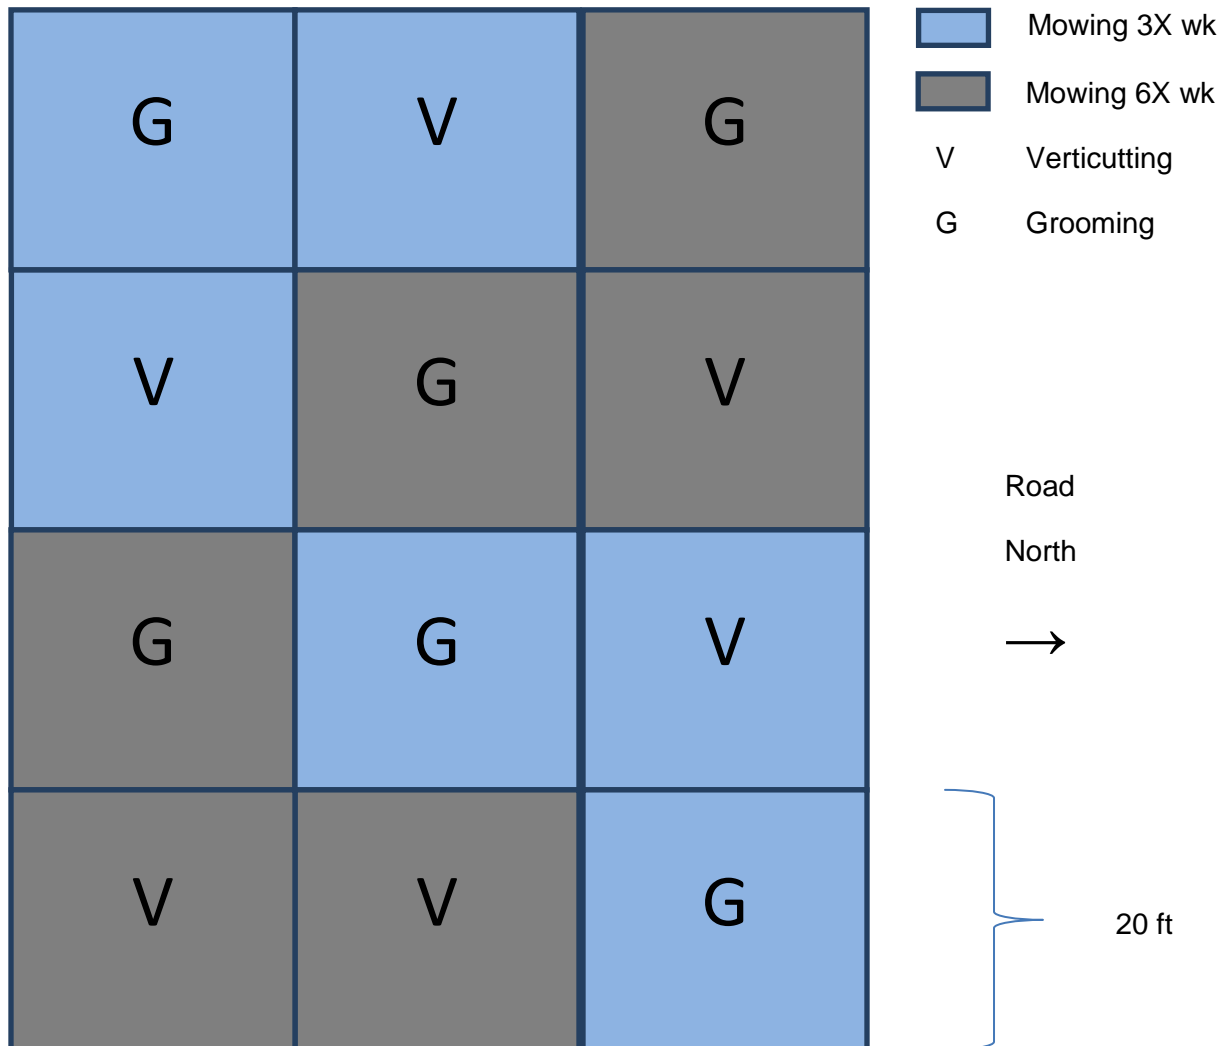 G V G
V G V
G G V
V V G
Mowing 3X wk
Mowing 6X wk
V Verticutting
G Grooming
Road
North
→
20 ft